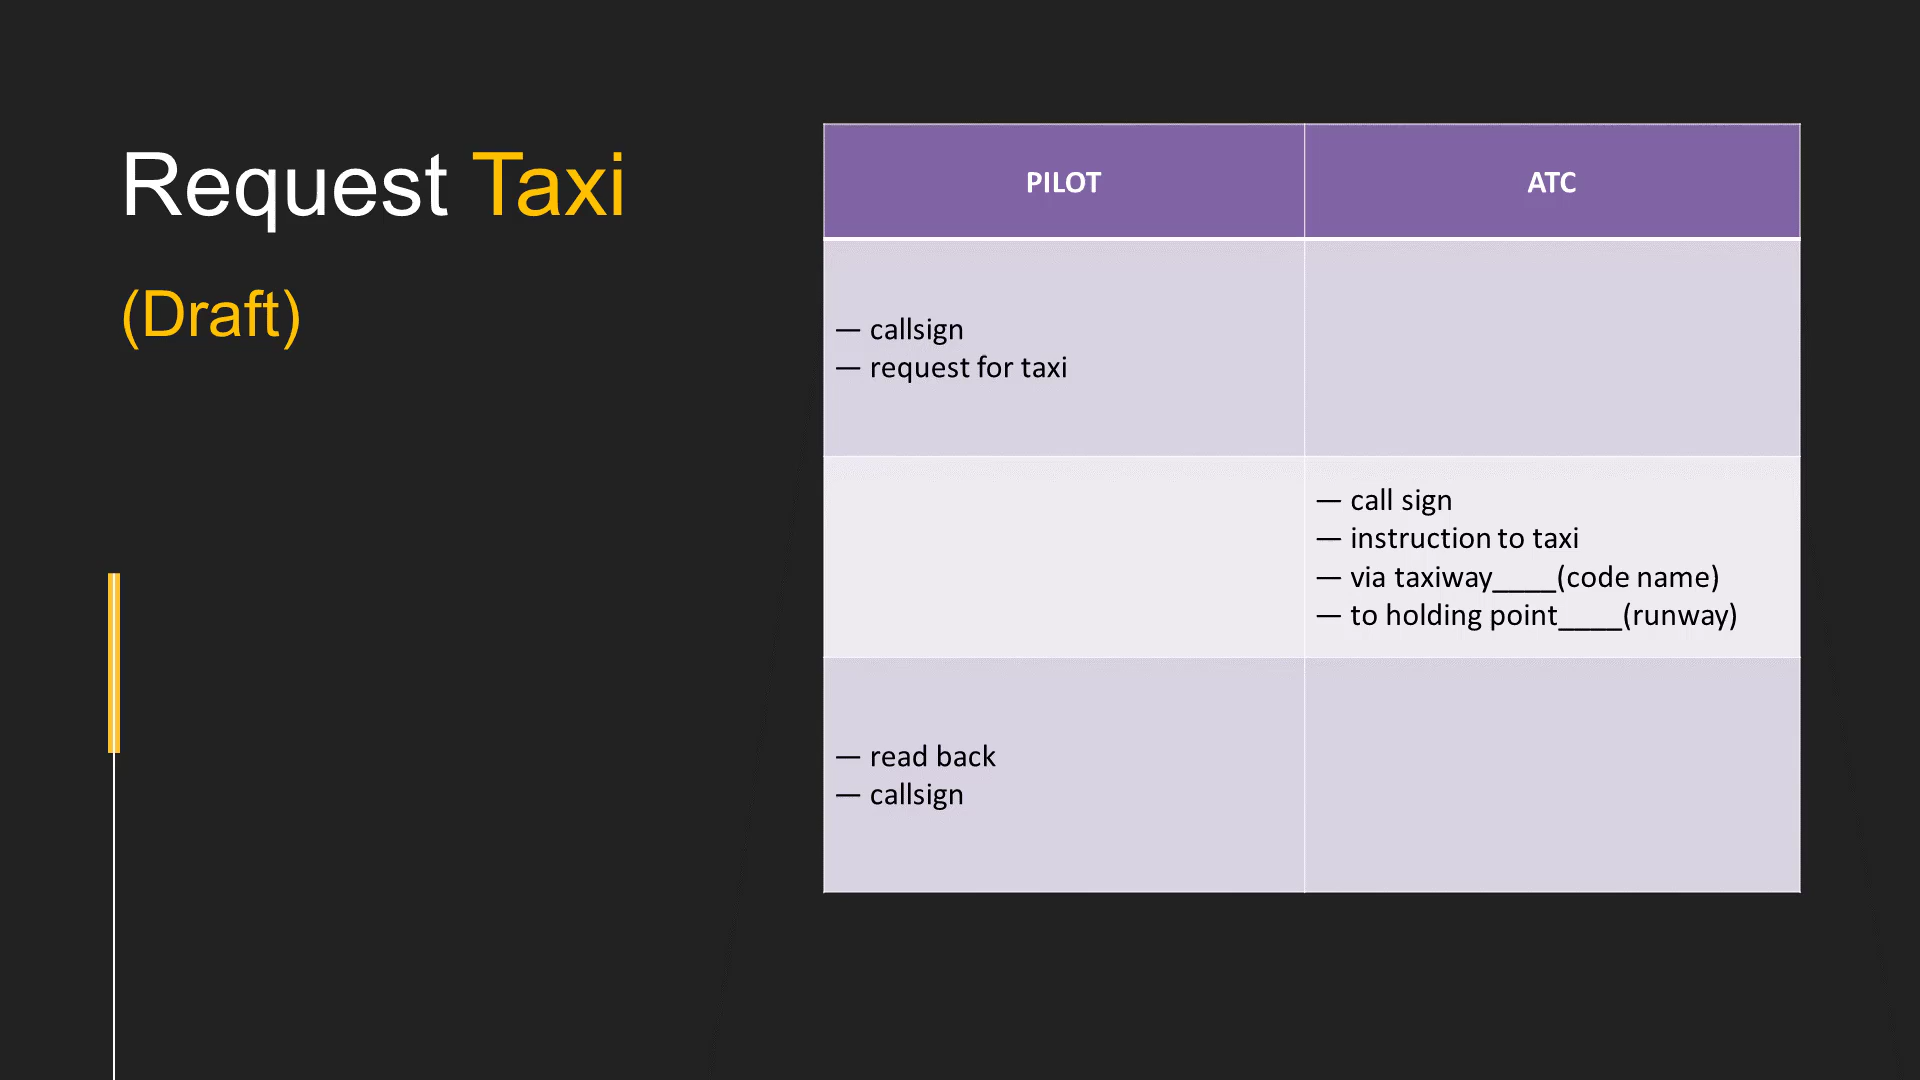 Request Taxi
(Draft)
PILOT
ATC
— callsign
— request for taxi
— call sign
— instruction to taxi
— via taxiway____(code name)
— to holding point____(runway)
— read back
— callsign